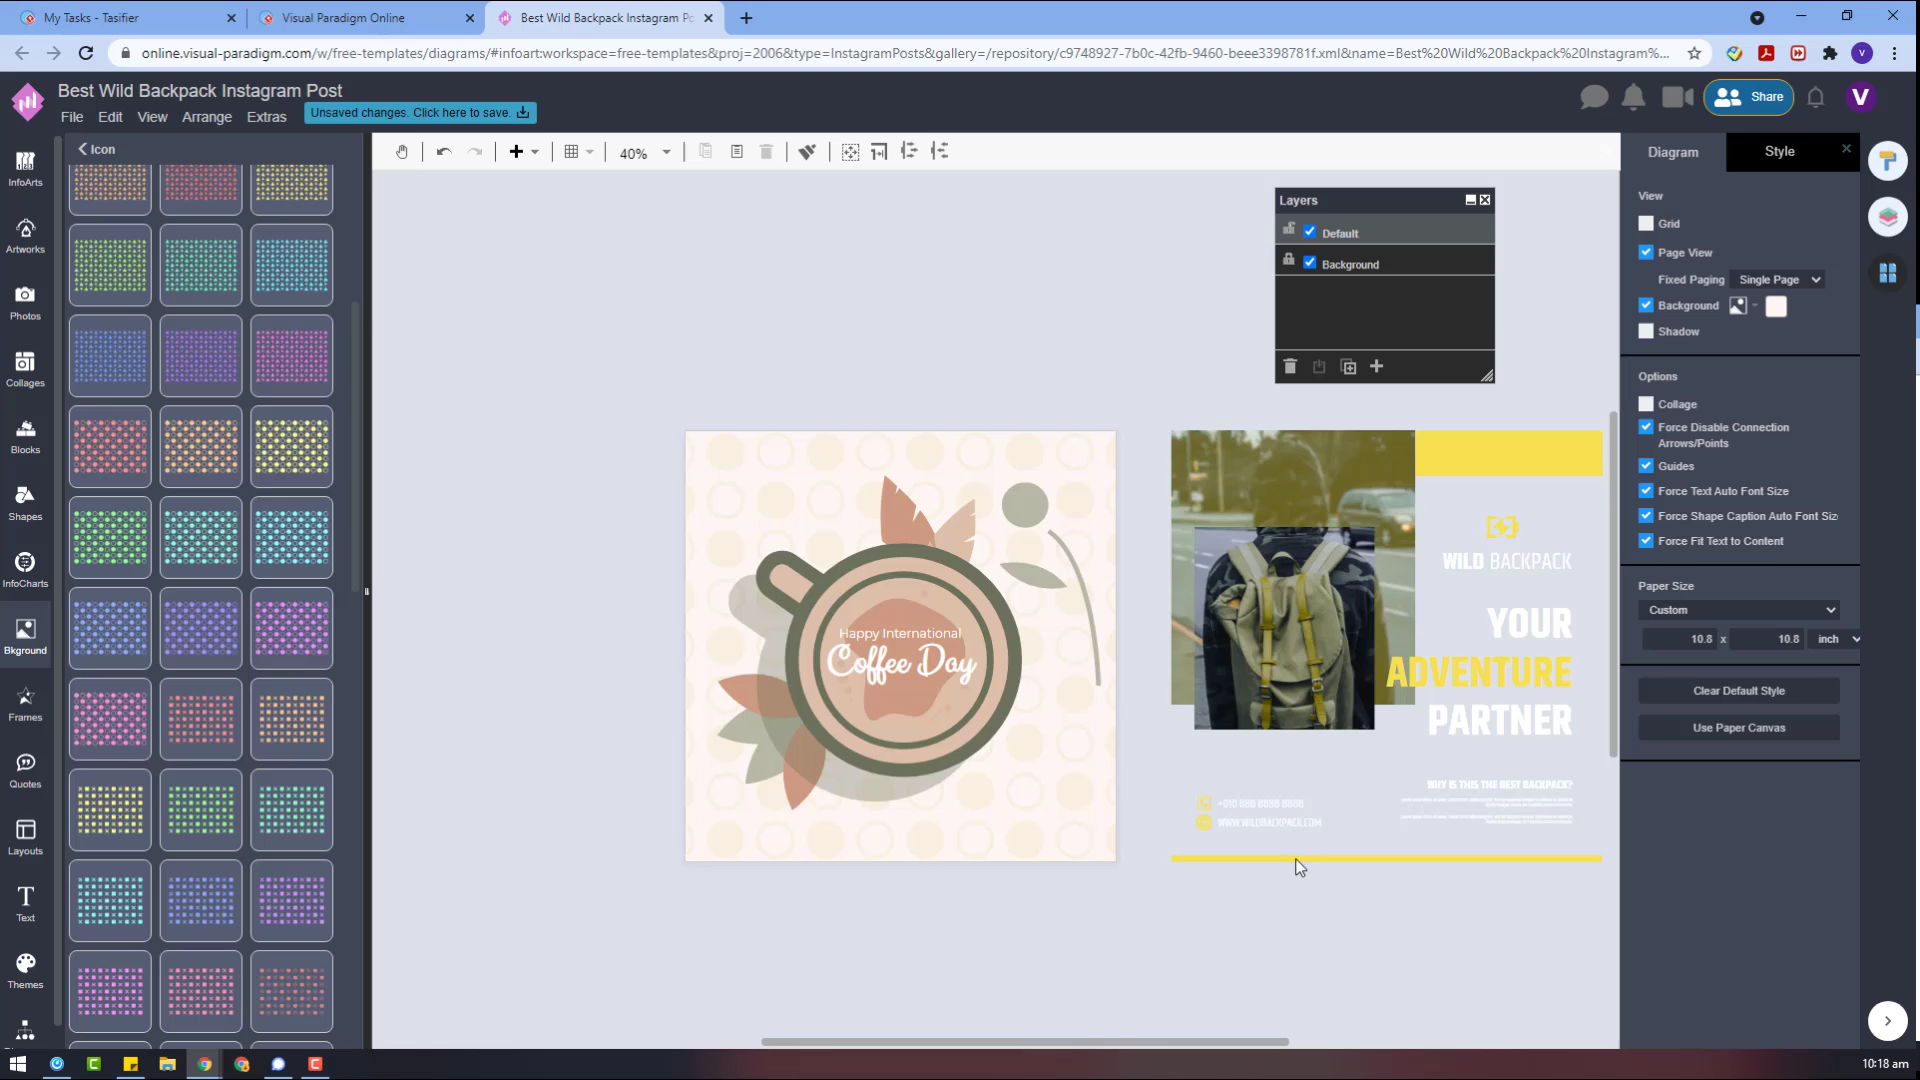 My Tasks - Tasifier
Visual Paradigm Online
Best Wild Backpack Instagram Po
online.visual-paradigm.com/w/free-templates/diagrams/#infoart:workspace=free-templates&proj=2006&type=InstagramPosts&gallery=/repository/c9748927-7b0c-42fb-9460-beee3398781f.xml&name=Best%20Wild%20Backpack%20Instagram%...
V
Best Wild Backpack Instagram Post
File Edit View Arrange Extras
Unsaved changes. Click here to save.
Share
V
Icon
40%
Diagram
Style
InfoArts
Artworks
Photos
Collages
Blocks
Shapes
InfoCharts
Bkground
Frames
Quotes
Layouts
Text
Themes
Layers
Default
Background
Happy International
Coffee Day
WILD BACKPACK
YOUR
ADVENTURE
PARTNER
WHY IS THIS THE BEST BACKPACK?
+010 888 8888 8888
WWW.WILDBACKPACK.COM
View
Grid
Page View
Fixed Paging Single Page
Background
Shadow
Options
Collage
Force Disable Connection
Arrows/Points
Guides
Force Text Auto Font Size
Force Shape Caption Auto Font Siz
Force Fit Text to Content
Paper Size
Custom
10.8 x 10.8 inch
Clear Default Style
Use Paper Canvas
10:18 am